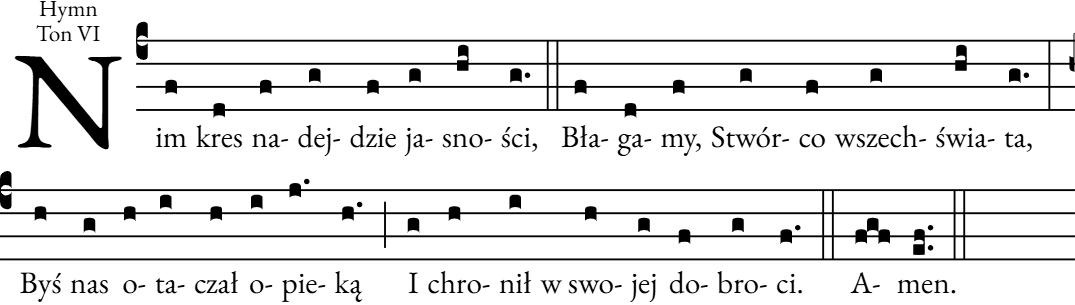 Hymn
Ton VI
Nim kres na- dej- dzie ja- sno- ści, Bła- ga- my, Stwór- co wszech- świa- ta,
Byś nas o- ta- czał o- pie- ką I chro- nił w swo- jej do- bro- ci. A- men.